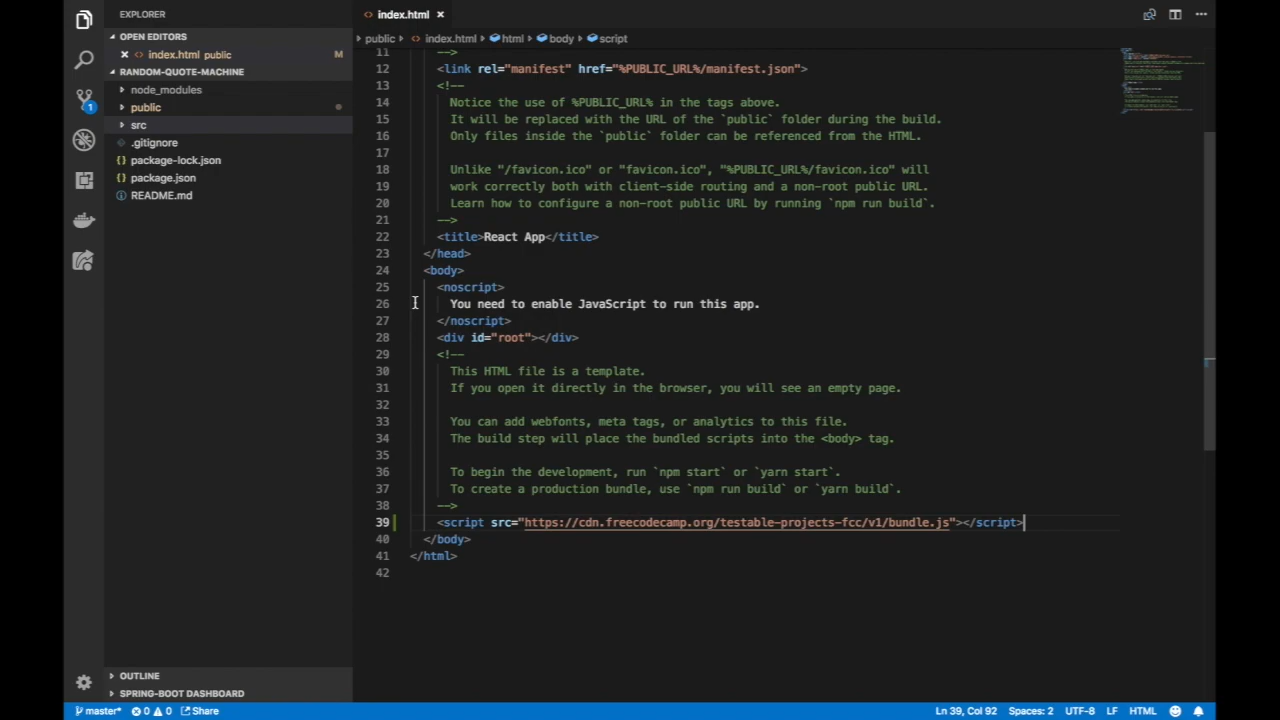 EXPLORER
OPEN EDITORS
index.html public M
RANDOM-QUOTE-MACHINE
node_modules
public
src
.gitignore
package-lock.json
package.json
README.md
OUTLINE
SPRING-BOOT DASHBOARD
1
index.html
public index.html html body script
11 -->
12 <link rel="manifest" href="%PUBLIC_URL%/manifest.json">
13 <!--
14 Notice the use of %PUBLIC_URL% in the tags above.
15 It will be replaced with the URL of the `public` folder during the build.
16 Only files inside the `public` folder can be referenced from the HTML.
17
18 Unlike "/favicon.ico" or "favicon.ico", "%PUBLIC_URL%/favicon.ico" will
19 work correctly both with client-side routing and a non-root public URL.
20 Learn how to configure a non-root public URL by running `npm run build`.
21 -->
22 <title>React App</title>
23 </head>
24 <body>
25 <noscript>
26 You need to enable JavaScript to run this app.
27 </noscript>
28 <div id="root"></div>
29 <!--
30 This HTML file is a template.
31 If you open it directly in the browser, you will see an empty page.
32
33 You can add webfonts, meta tags, or analytics to this file.
34 The build step will place the bundled scripts into the <body> tag.
35
36 To begin the development, run `npm start` or `yarn start`.
37 To create a production bundle, use `npm run build` or `yarn build`.
38 -->
39 <script src="https://cdn.freecodecamp.org/testable-projects-fcc/v1/bundle.js"></script>
40 </body>
41 </html>
42
master* 0 0 Share Ln 39, Col 92 Spaces: 2 UTF-8 LF HTML